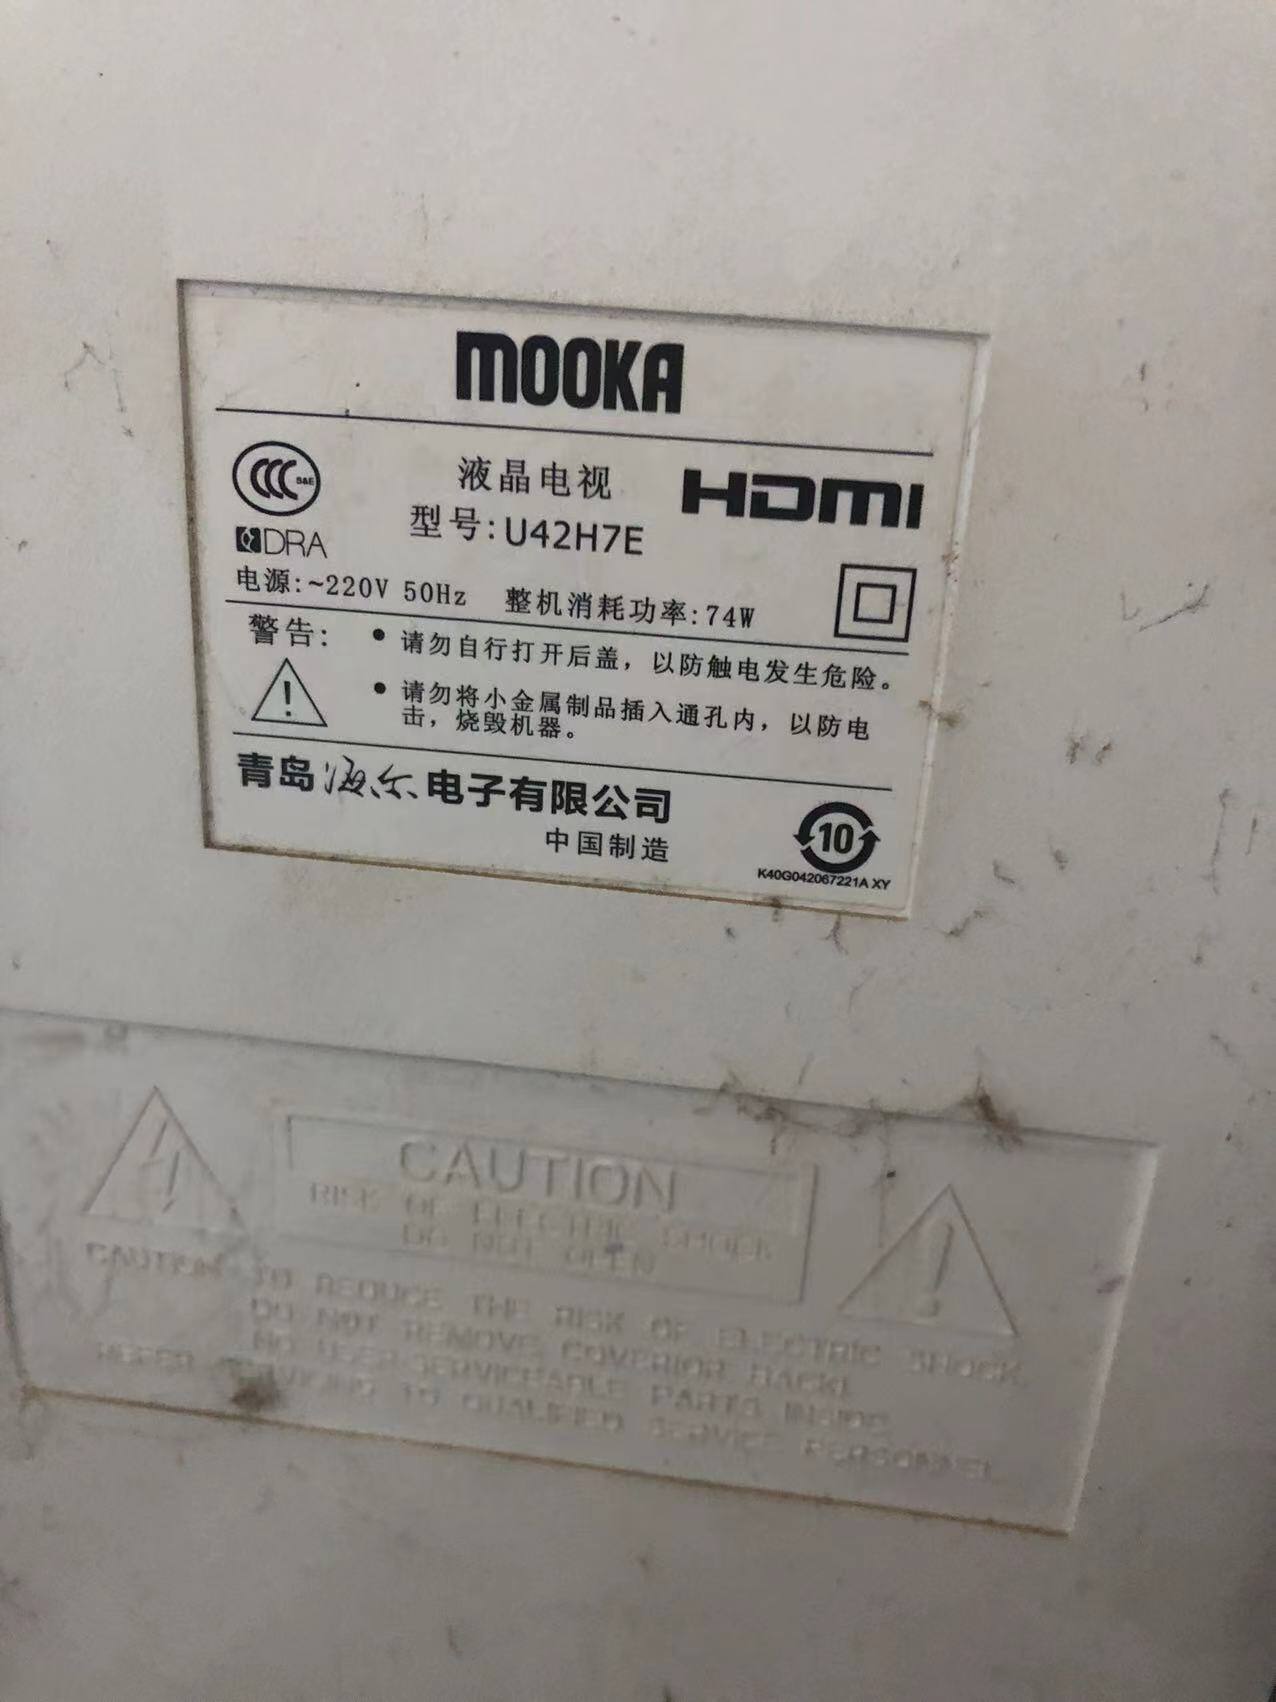 MOOKA
CCC S&E
液晶电视
HDMI
DRA
型号:U42H7E
电源:~220V 50Hz 整机消耗功率:74W
警告: • 请勿自行打开后盖，以防触电发生危险。
• 请勿将小金属制品插入通孔内，以防电
击，烧毁机器。
青岛海尔电子有限公司
中国制造
10
K40G042067221A XY
CAUTION
RISK OF ELECTRIC SHOCK
DO NOT OPEN
CAUTION TO REDUCE THE RISK OF ELECTRIC SHOCK
DO NOT REMOVE COVER(OR BACK).
NO USER-SERVICEABLE PARTS INSIDE
REFER SERVICING TO QUALIFIED SERVICE PERSONNEL